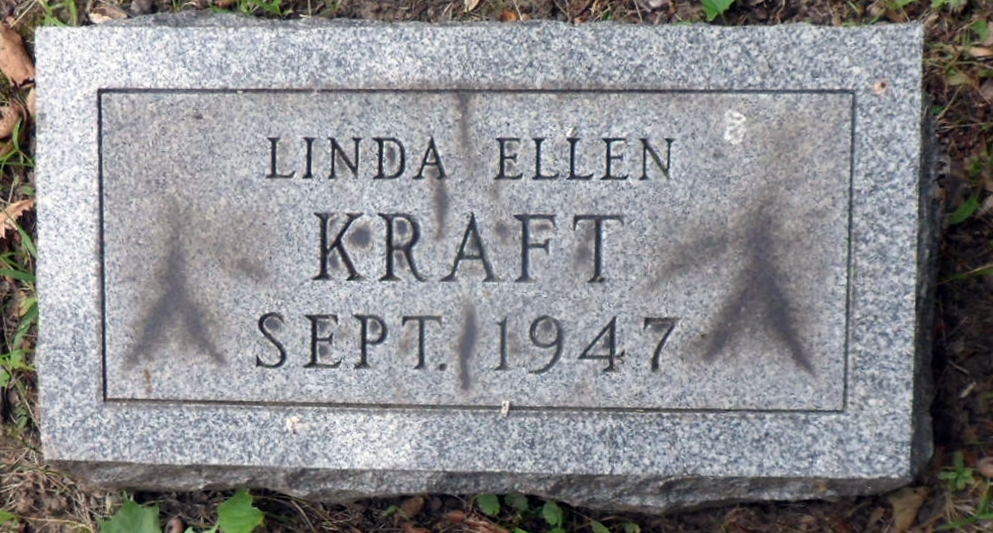 LINDA ELLEN
KRAFT
SEPT. 1947